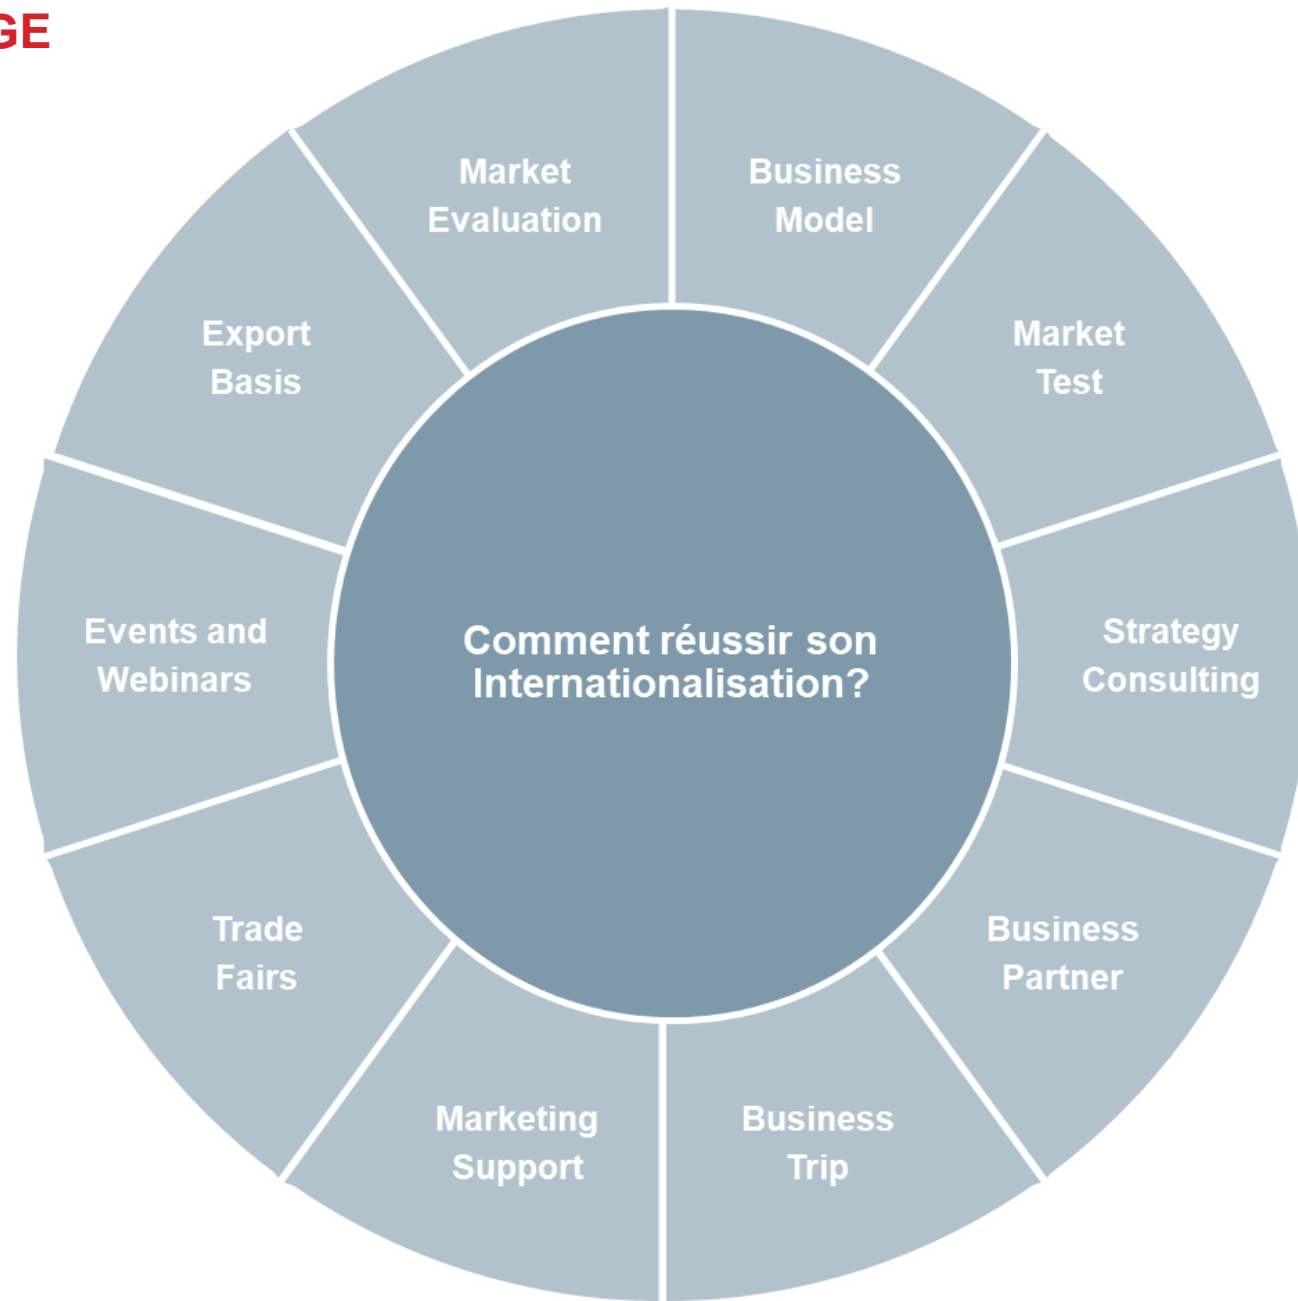 GE
Market
Evaluation
Business
Model
Export
Basis
Market
Test
Events and
Webinars
Comment réussir son
Internationalisation?
Strategy
Consulting
Trade
Fairs
Business
Partner
Marketing
Support
Business
Trip